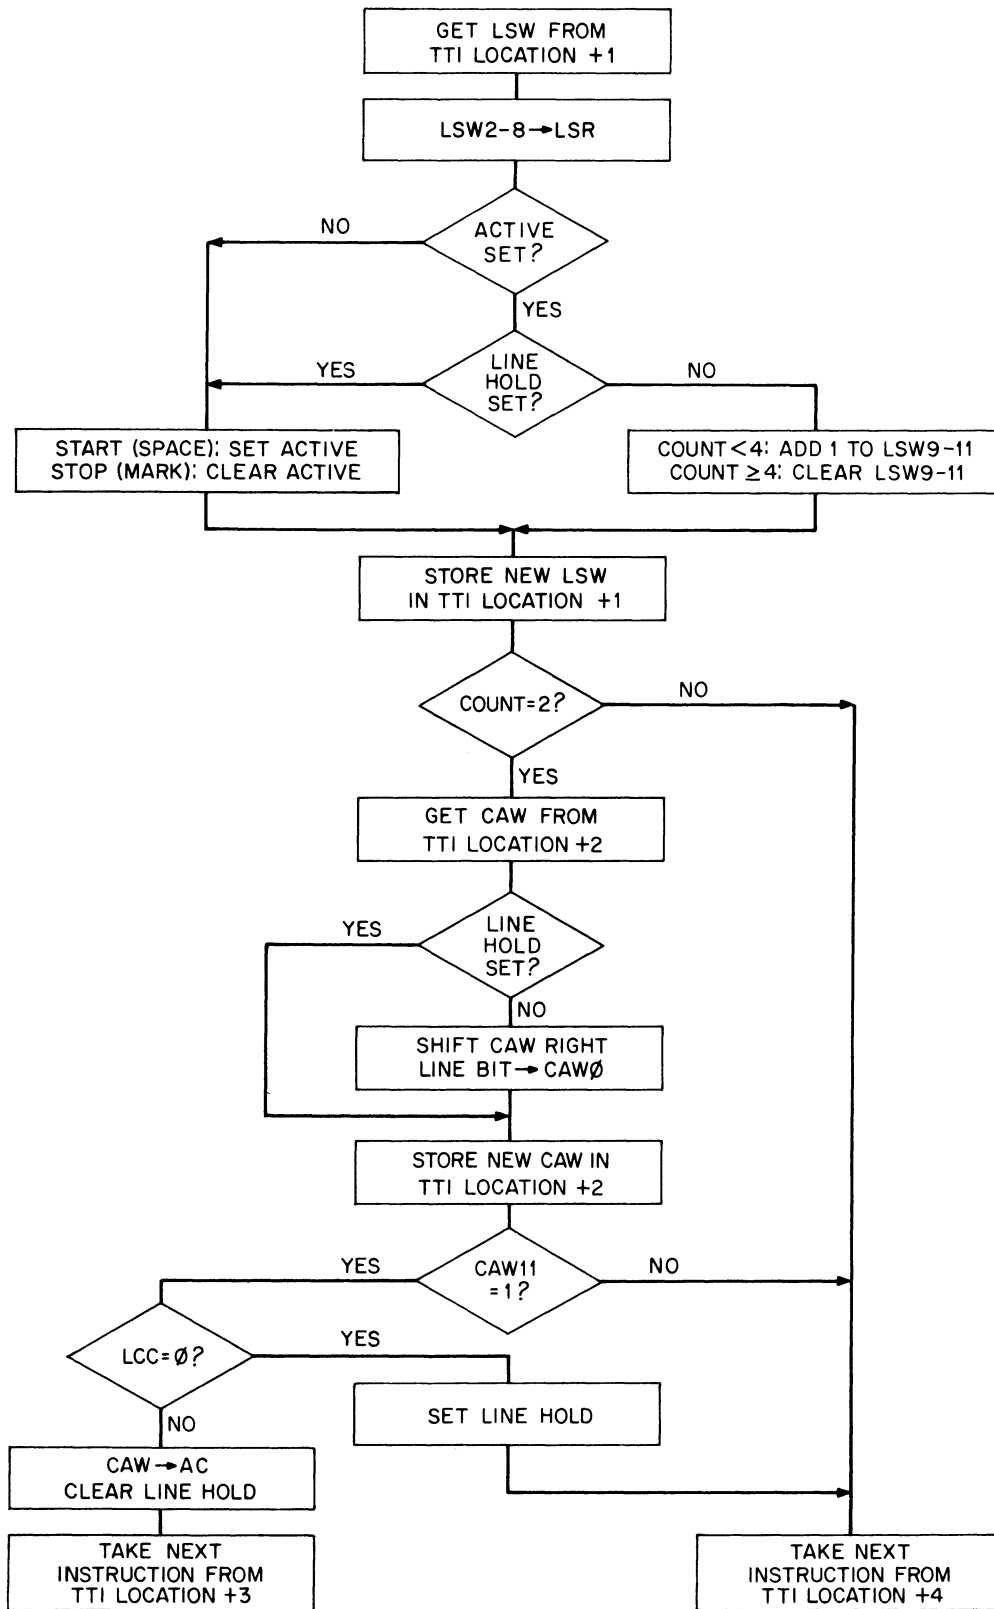 GET LSW FROM
TTI LOCATION +1
LSW2-8→LSR
ACTIVE
SET?
NO
YES
LINE
HOLD
SET?
YES
NO
START (SPACE): SET ACTIVE
STOP (MARK): CLEAR ACTIVE
COUNT<4: ADD 1 TO LSW9-11
COUNT ≥4: CLEAR LSW9-11
STORE NEW LSW
IN TTI LOCATION +1
COUNT=2?
NO
YES
GET CAW FROM
TTI LOCATION +2
LINE
HOLD
SET?
YES
NO
SHIFT CAW RIGHT
LINE BIT→CAWØ
STORE NEW CAW IN
TTI LOCATION +2
CAW11
=1?
YES
NO
LCC=Ø?
YES
SET LINE HOLD
NO
CAW→AC
CLEAR LINE HOLD
TAKE NEXT
INSTRUCTION FROM
TTI LOCATION +3
TAKE NEXT
INSTRUCTION FROM
TTI LOCATION +4